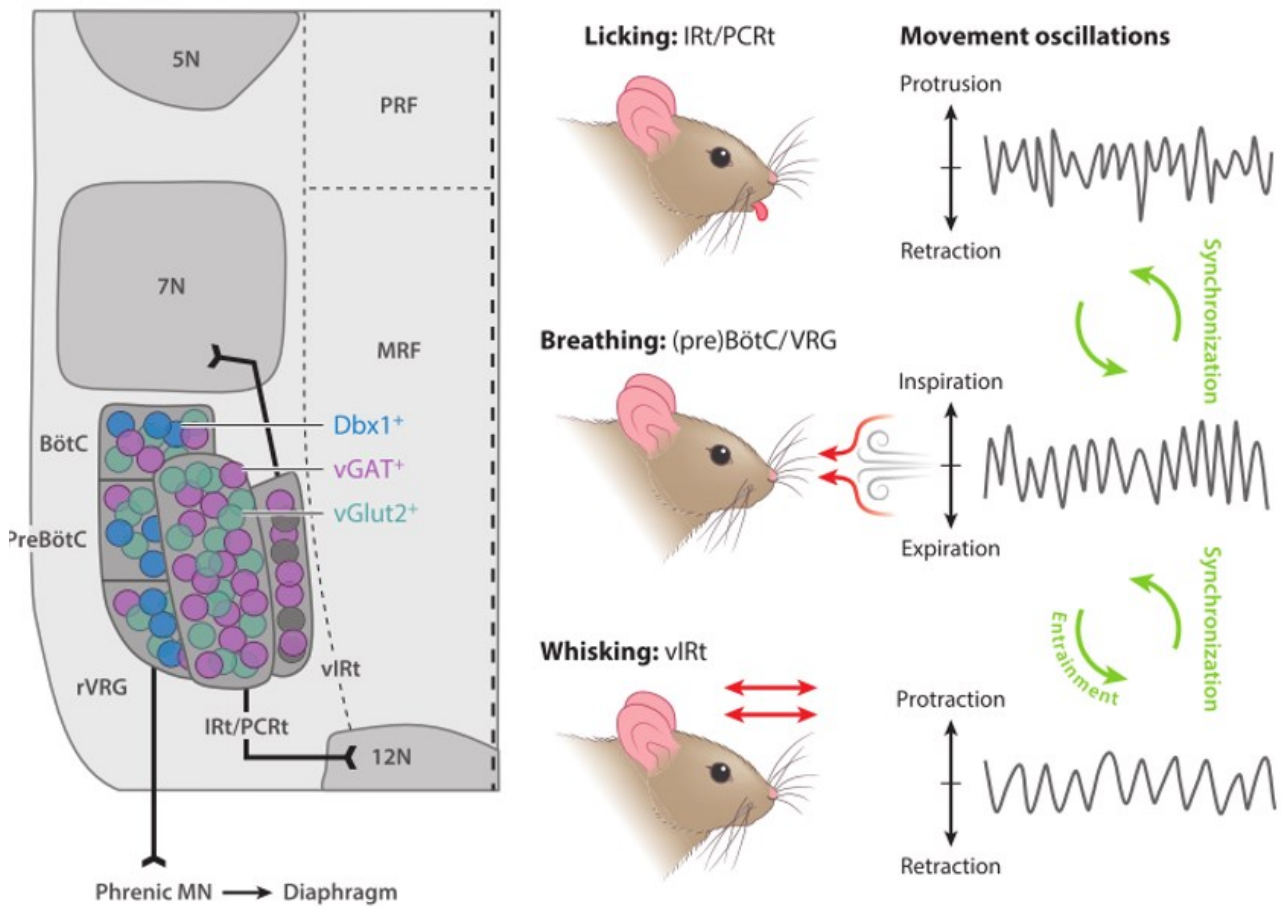 5N
PRF
7N
MRF
BötC
Dbx1⁺
vGAT⁺
vGlut2⁺
PreBötC
rVRG
vIRt
IRt/PCRt
12N
Phrenic MN → Diaphragm
Licking: IRt/PCRt
Breathing: (pre)BötC/VRG
Whisking: vIRt
Movement oscillations
Protrusion
Retraction
Synchronization
Inspiration
Expiration
Entrainment
Synchronization
Protraction
Retraction